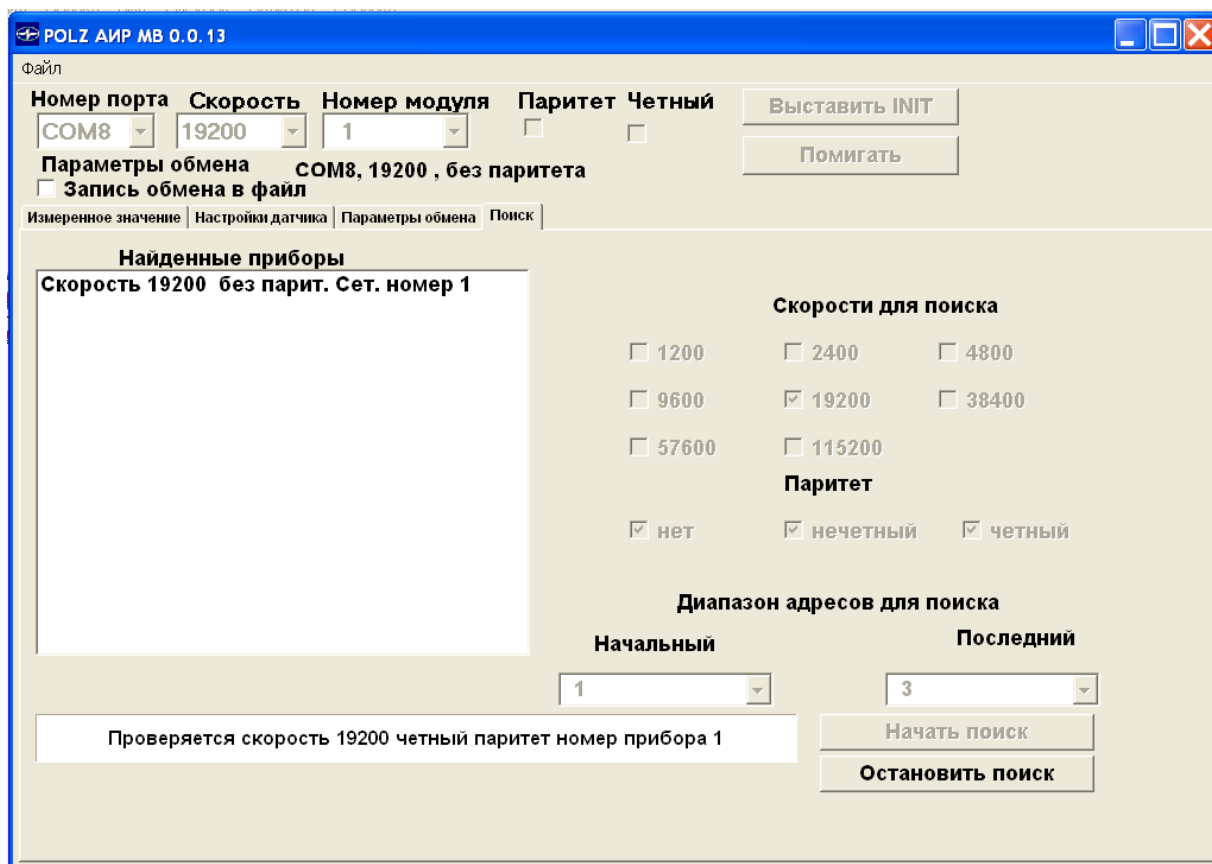 POLZ АИР МВ 0.0.13
Файл
Номер порта Скорость Номер модуля Паритет Четный
COM8 19200 1
Выставить INIT
Помигать
Параметры обмена COM8, 19200 , без паритета
Запись обмена в файл
Измеренное значение Настройки датчика Параметры обмена Поиск
Найденные приборы
Скорость 19200 без парит. Сет. номер 1
Скорости для поиска
1200 2400 4800
9600 19200 38400
57600 115200
Паритет
нет нечетный четный
Диапазон адресов для поиска
Начальный Последний
1 3
Проверяется скорость 19200 четный паритет номер прибора 1
Начать поиск
Остановить поиск